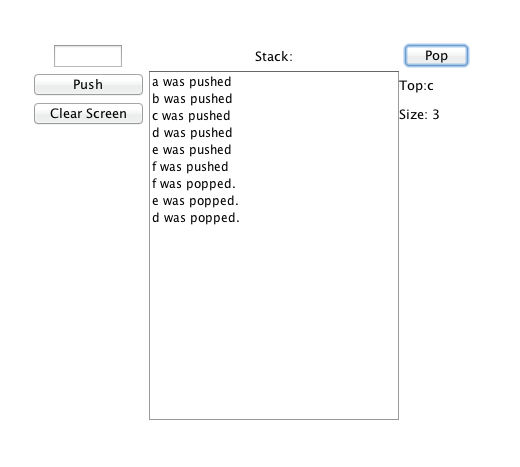 Stack:
Pop
Push
Clear Screen
a was pushed
b was pushed
c was pushed
d was pushed
e was pushed
f was pushed
f was popped.
e was popped.
d was popped.
Top:c
Size: 3